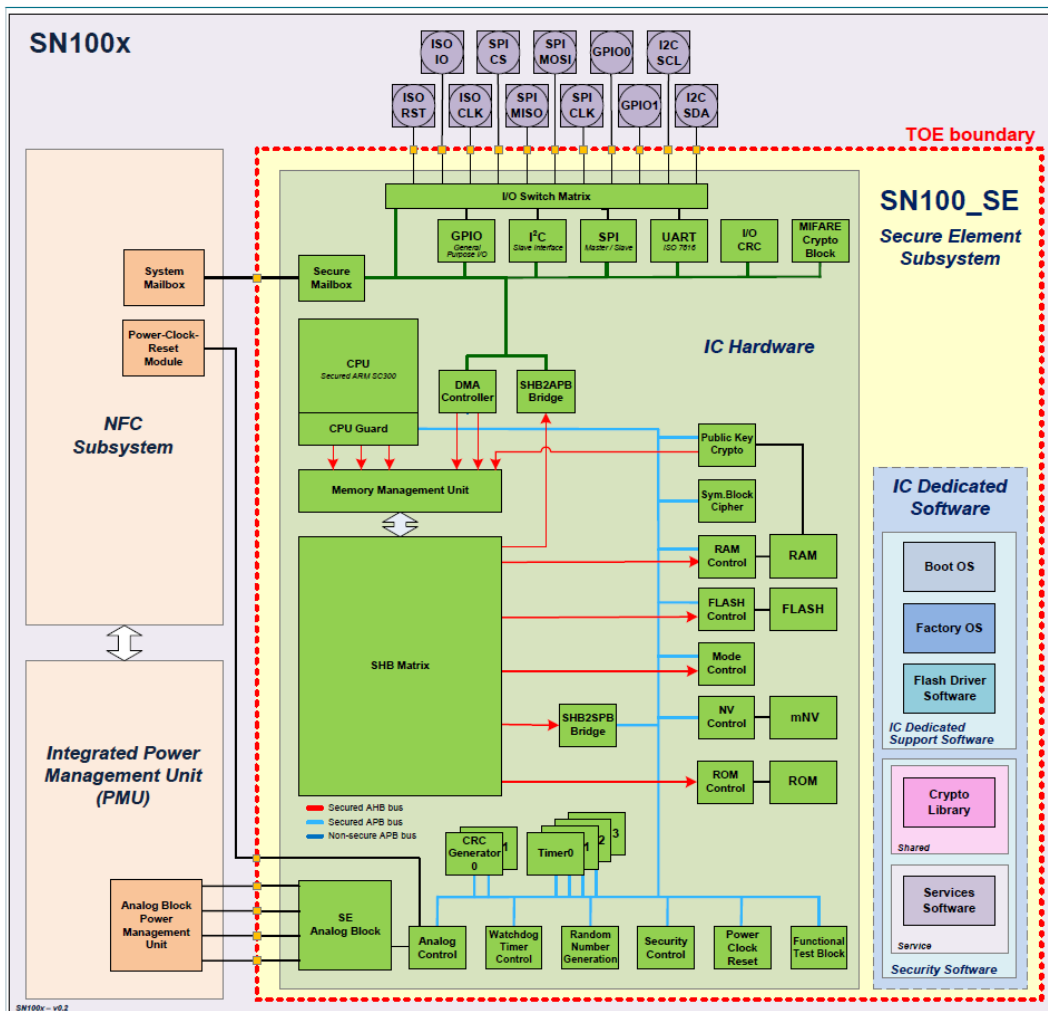 SN100x
ISO
IO
SPI
CS
SPI
MOSI
GPIO0
I2C
SCL
ISO
RST
ISO
CLK
SPI
MISO
SPI
CLK
GPIO1
I2C
SDA
TOE boundary
SN100_SE
Secure Element
Subsystem
I/O Switch Matrix
GPIO
General
Purpose I/O
I²C
Slave Interface
SPI
Master / Slave
UART
ISO 7816
I/O
CRC
MIFARE
Crypto
Block
System
Mailbox
Secure
Mailbox
Power-Clock-
Reset
Module
NFC
Subsystem
IC Hardware
CPU
Secured ARM SC300
CPU Guard
DMA
Controller
SHB2APB
Bridge
Memory Management Unit
Public Key
Crypto
Sym.Block
Cipher
RAM
Control
RAM
FLASH
Control
FLASH
SHB Matrix
Mode
Control
SHB2SPB
Bridge
NV
Control
mNV
ROM
Control
ROM
IC Dedicated
Software
Boot OS
Factory OS
Flash Driver
Software
IC Dedicated
Support Software
Crypto
Library
Shared
Services
Software
Service
Security Software
Integrated Power
Management Unit
(PMU)
Secured AHB bus
Secured APB bus
Non-secure APB bus
CRC
Generator
0
1
Timer0
1
2
3
Analog Block
Power
Management
Unit
SE
Analog Block
Analog
Control
Watchdog
Timer
Control
Random
Number
Generation
Security
Control
Power
Clock
Reset
Functional
Test Block
SN100x – v0.2